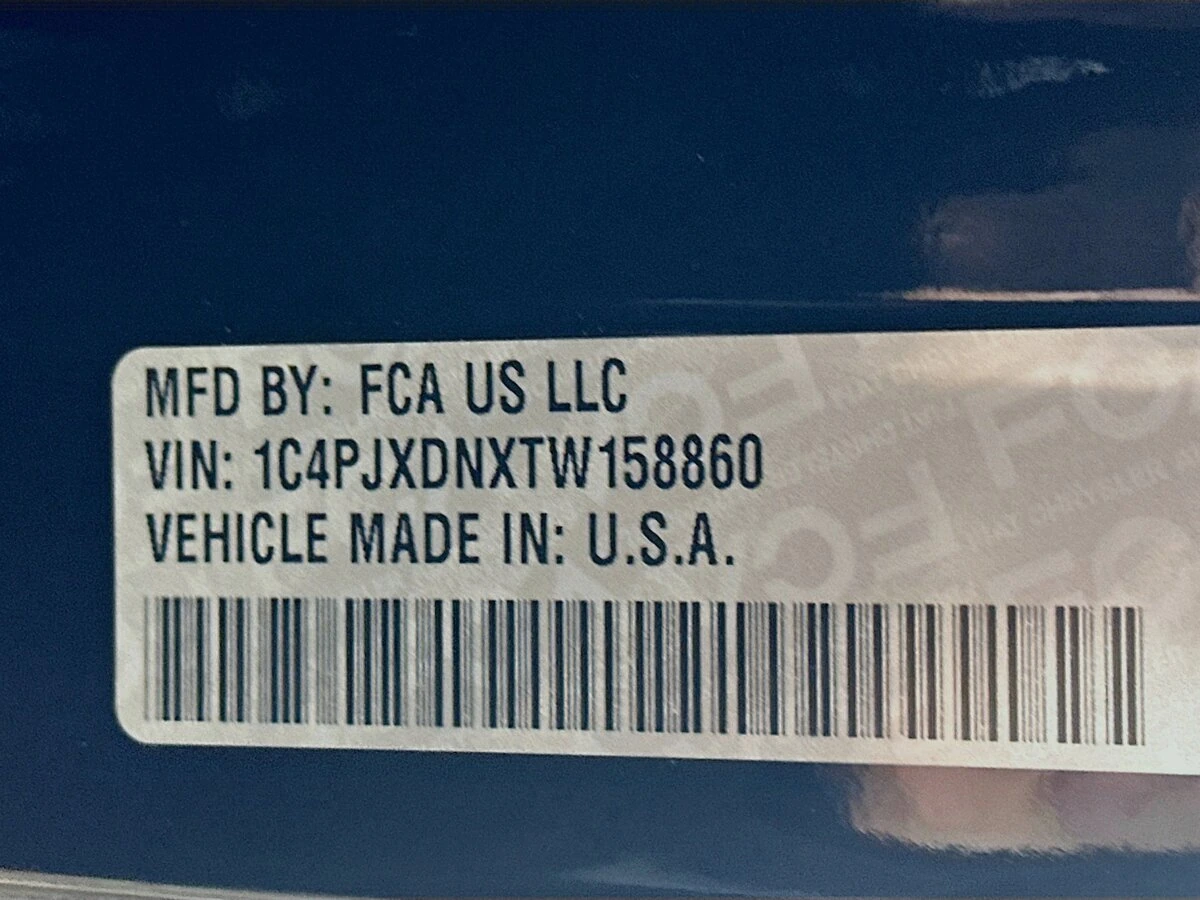 MFD BY: FCA US LLC
VIN: 1C4PJXDNXTW158860
VEHICLE MADE IN: U.S.A.